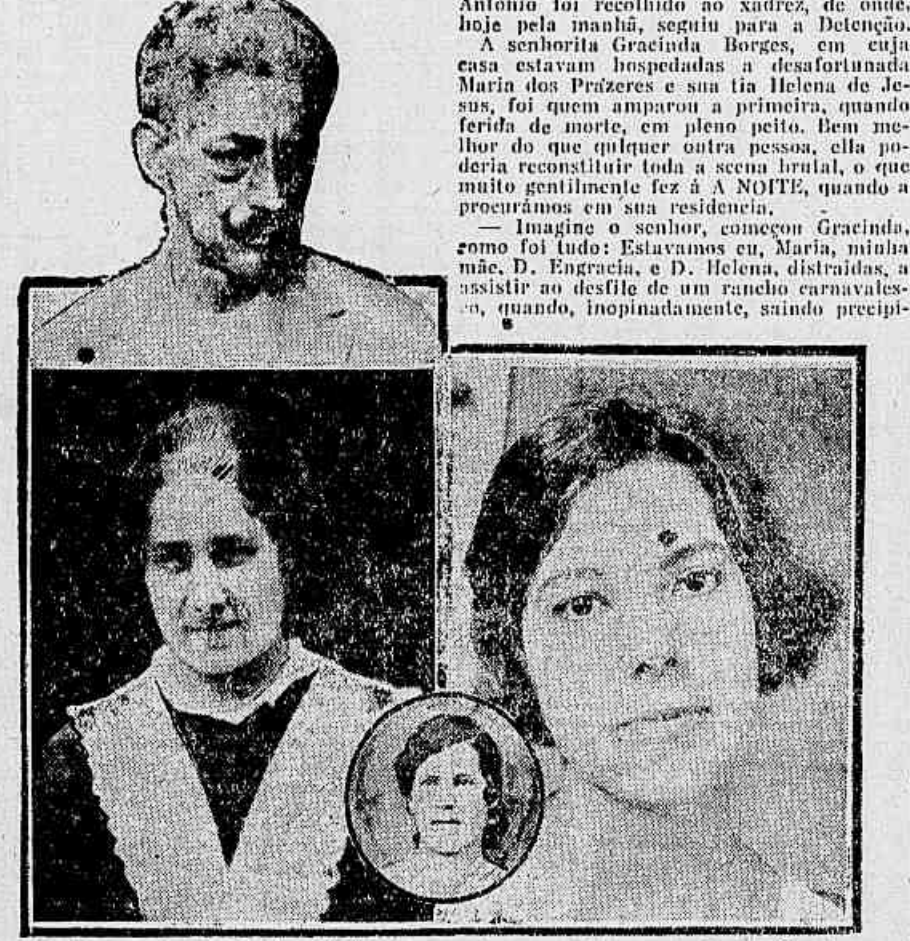 Antonio foi recolhido ao xadrez, de onde,
hoje pela manhã, seguiu para a Detenção.
A senhorita Gracinda Borges, em cuja
casa estavam hospedadas a desafortunada
Maria dos Prazeres e sua tia Helena de Je-
sus, foi quem amparou a primeira, quando
ferida de morte, em pleno peito. Bem me-
lhor do que qulquer outra pessoa, ella po-
deria reconstituir toda a scena brutal, o que
muito gentilmente fez á A NOITE, quando a
procurámos em sua residencia.
— Imagine o senhor, começou Gracinda,
como foi tudo: Estavamos eu, Maria, minha
mãe, D. Engracia, e D. Helena, distraidas, a
assistir ao desfile de um rancho carnavales-
co, quando, inopinadamente, saindo precipi-